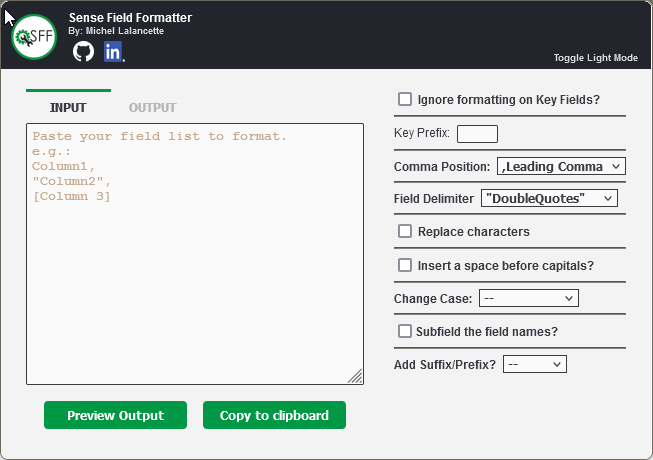 SFF
Sense Field Formatter
By: Michel Lalancette
in
Toggle Light Mode
INPUT
OUTPUT
Paste your field list to format.
e.g.:
Column1,
"Column2",
[Column 3]
Preview Output
Copy to clipboard
Ignore formatting on Key Fields?
Key Prefix:
Comma Position: ,Leading Comma
Field Delimiter "DoubleQuotes"
Replace characters
Insert a space before capitals?
Change Case: --
Subfield the field names?
Add Suffix/Prefix? --